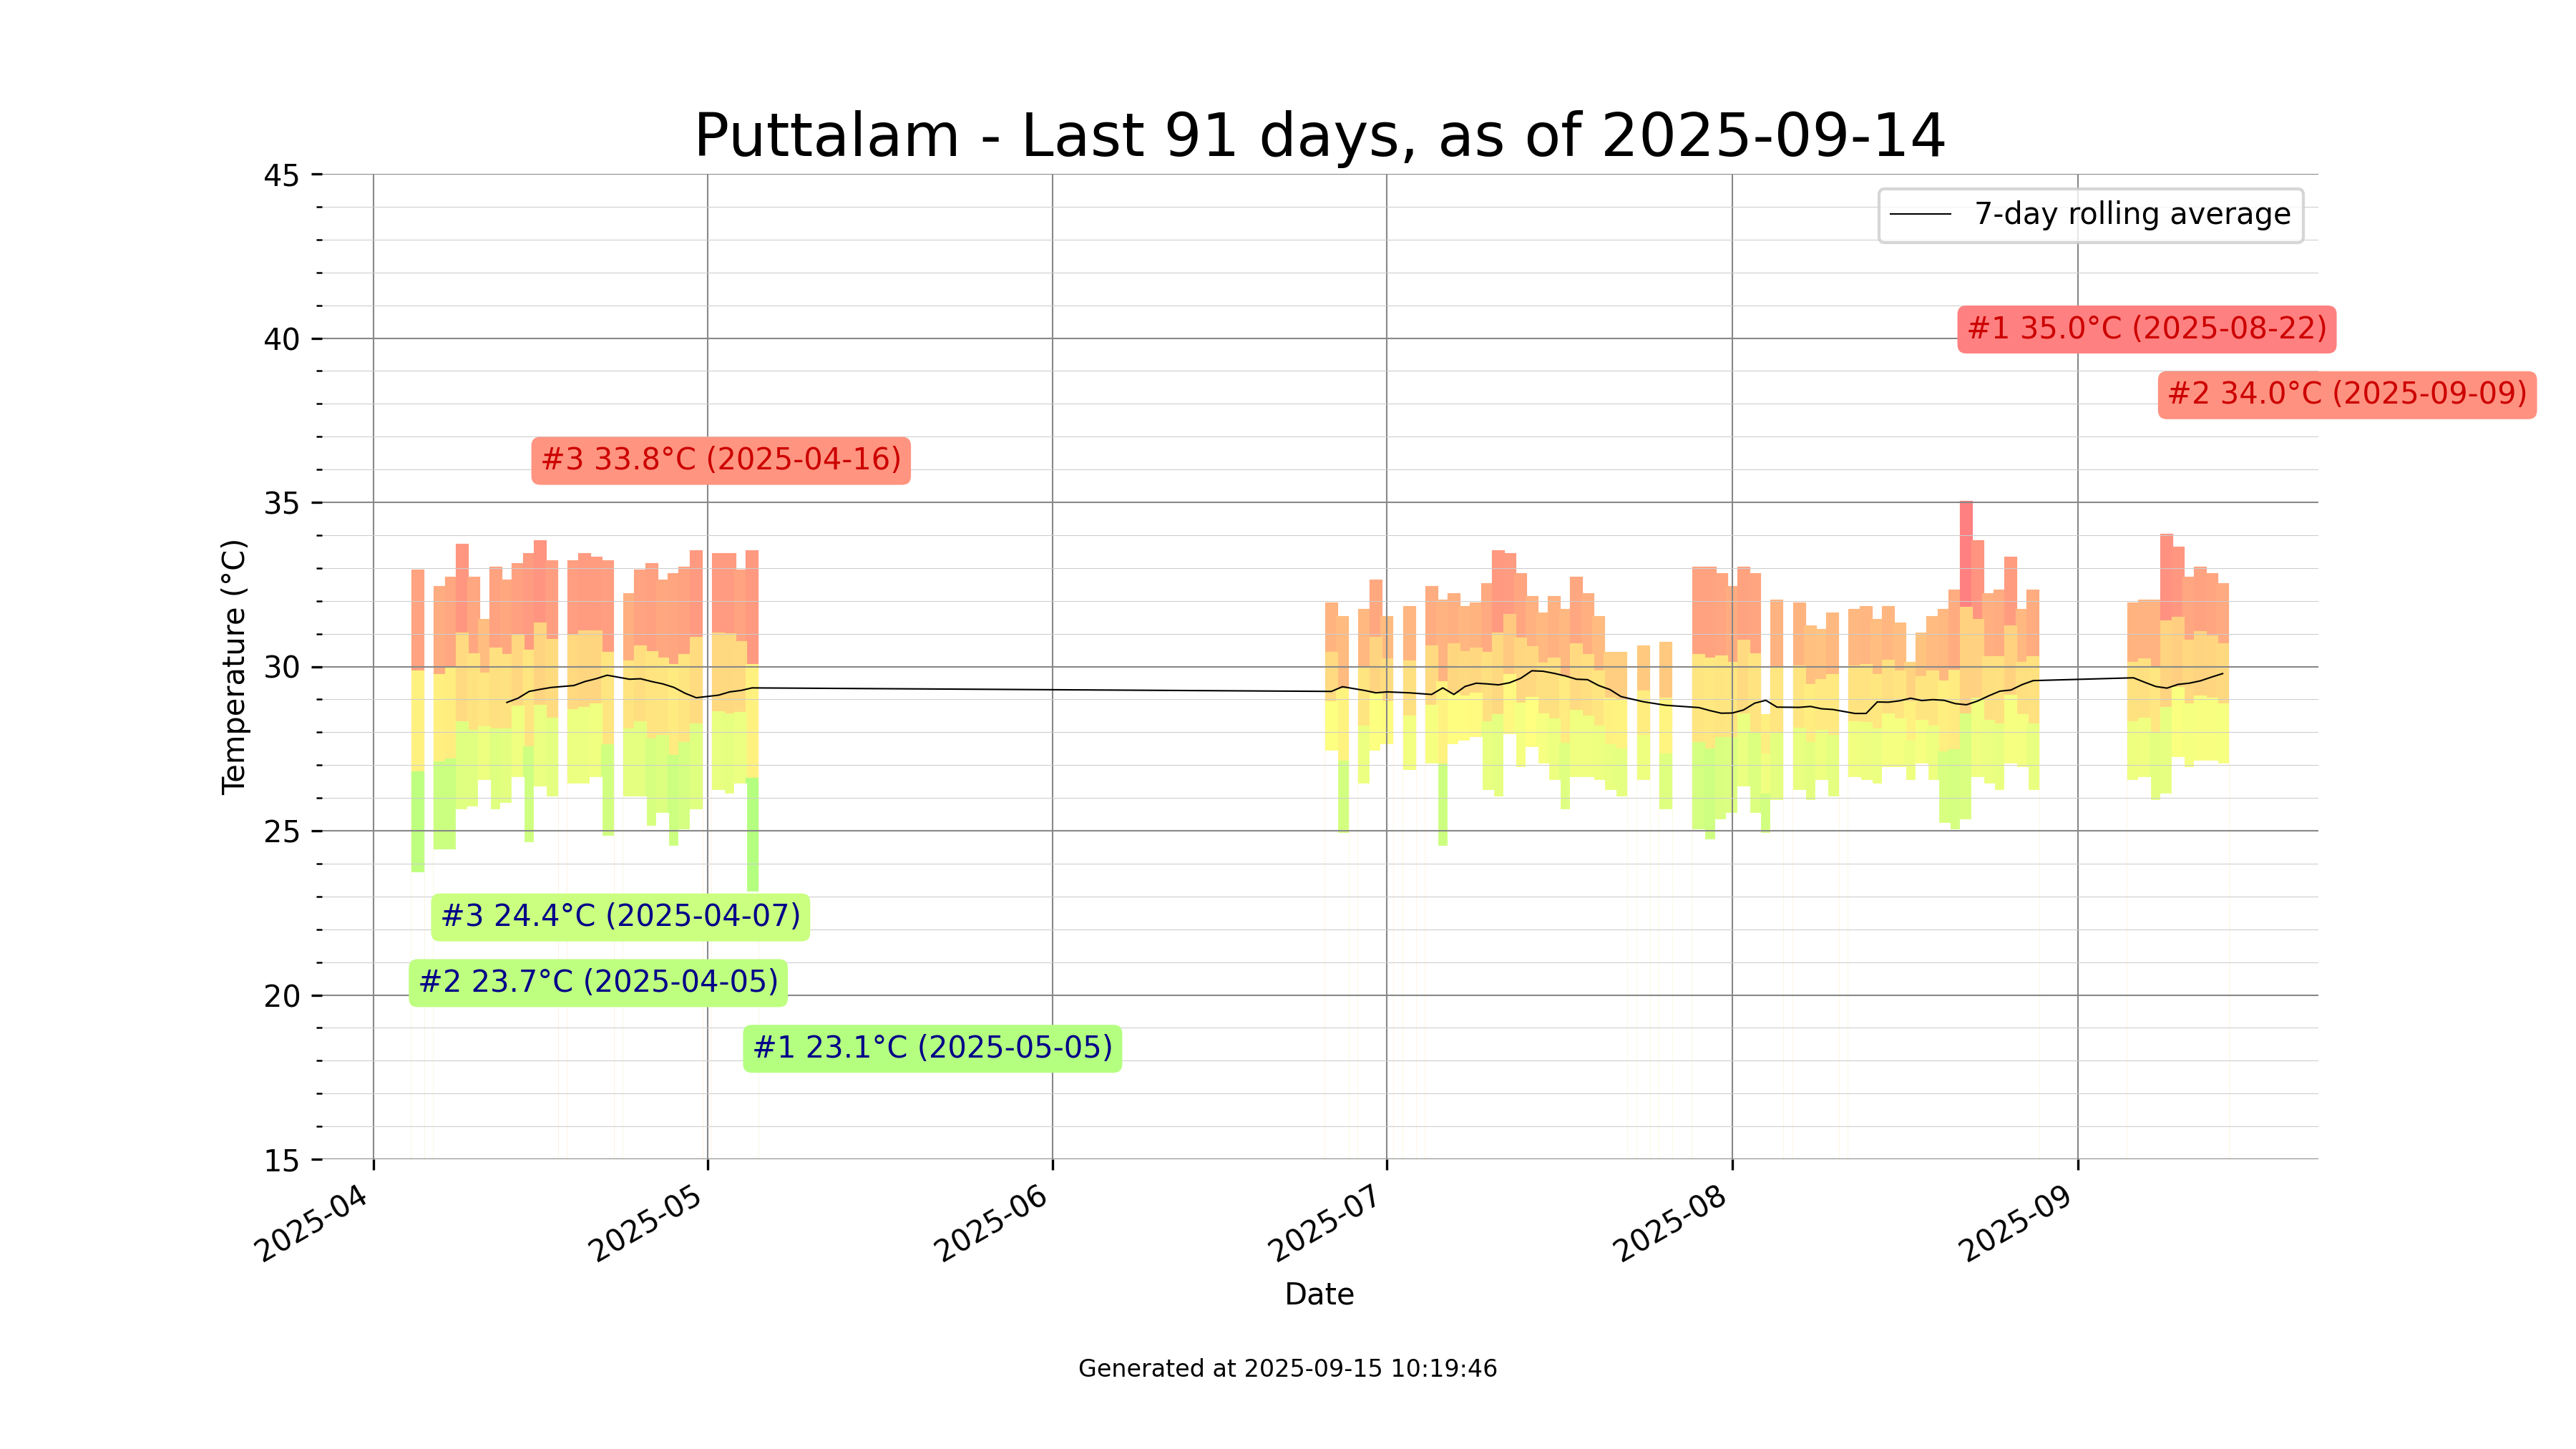 Puttalam - Last 91 days, as of 2025-09-14
45
40
35
30
25
20
15
Temperature (°C)
7-day rolling average
#1 35.0°C (2025-08-22)
#2 34.0°C (2025-09-09)
#3 33.8°C (2025-04-16)
#3 24.4°C (2025-04-07)
#2 23.7°C (2025-04-05)
#1 23.1°C (2025-05-05)
2025-04
2025-05
2025-06
2025-07
2025-08
2025-09
Date
Generated at 2025-09-15 10:19:46